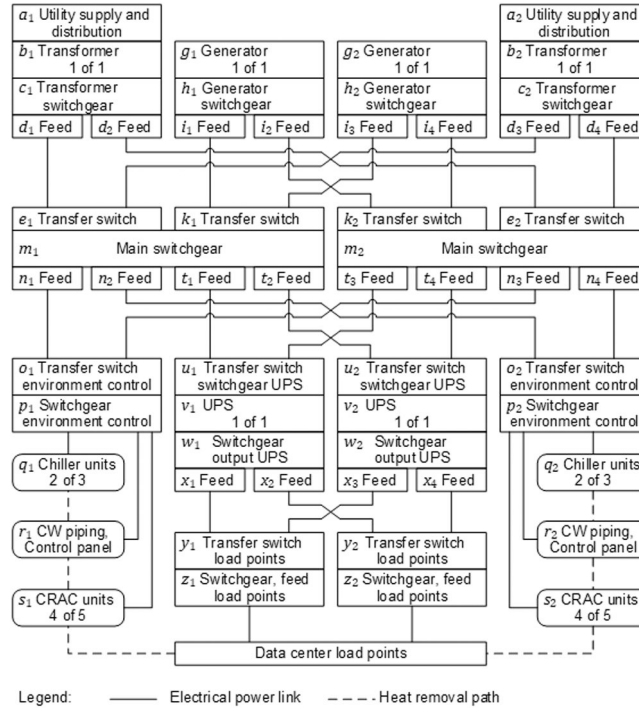 a₁ Utility supply and
distribution
a₂ Utility supply and
distribution
b₁ Transformer
1 of 1
g₁ Generator
1 of 1
g₂ Generator
1 of 1
b₂ Transformer
1 of 1
c₁ Transformer
switchgear
h₁ Generator
switchgear
h₂ Generator
switchgear
c₂ Transformer
switchgear
d₁ Feed
d₂ Feed
i₁ Feed
i₂ Feed
i₃ Feed
i₄ Feed
d₃ Feed
d₄ Feed
e₁ Transfer switch
k₁ Transfer switch
k₂ Transfer switch
e₂ Transfer switch
m₁ Main switchgear
m₂ Main switchgear
n₁ Feed
n₂ Feed
t₁ Feed
t₂ Feed
t₃ Feed
t₄ Feed
n₃ Feed
n₄ Feed
o₁ Transfer switch
environment control
u₁ Transfer switch
switchgear UPS
u₂ Transfer switch
switchgear UPS
o₂ Transfer switch
environment control
p₁ Switchgear
environment control
v₁ UPS
1 of 1
v₂ UPS
1 of 1
p₂ Switchgear
environment control
w₁ Switchgear
output UPS
w₂ Switchgear
output UPS
q₁ Chiller units
2 of 3
q₂ Chiller units
2 of 3
x₁ Feed
x₂ Feed
x₃ Feed
x₄ Feed
r₁ CW piping,
Control panel
y₁ Transfer switch
load points
y₂ Transfer switch
load points
r₂ CW piping,
Control panel
z₁ Switchgear, feed
load points
z₂ Switchgear, feed
load points
s₁ CRAC units
4 of 5
s₂ CRAC units
4 of 5
Data center load points
Legend: Electrical power link Heat removal path